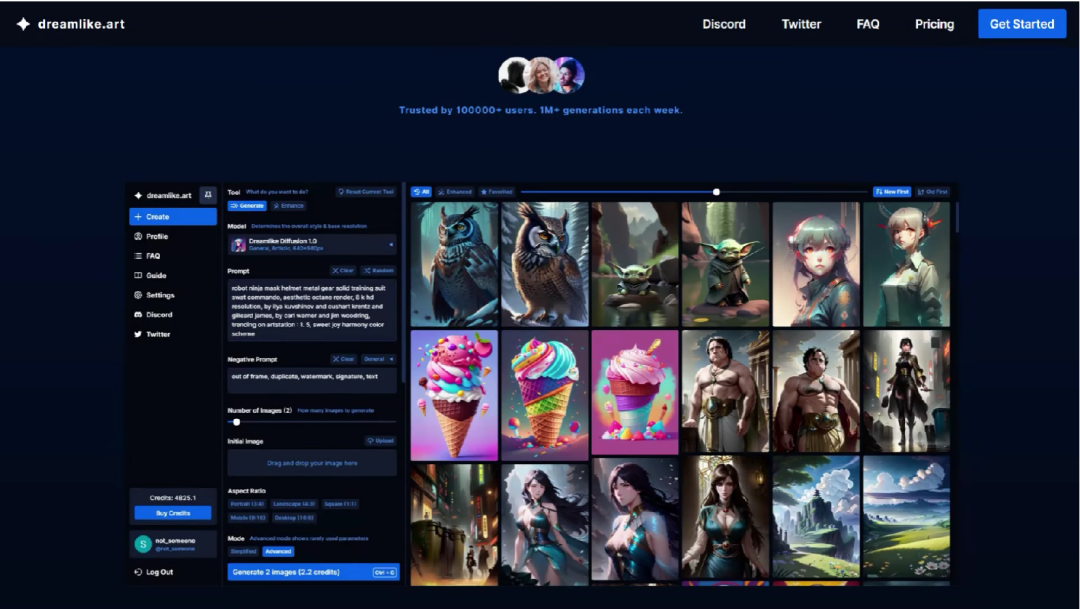 dreamlike.art
Discord
Twitter
FAQ
Pricing
Get Started
Trusted by 100000+ users. 1M+ generations each week.
dreamlike.art
Create
Profile
FAQ
Guide
Settings
Discord
Twitter
Credits: 4825.1
Buy Credits
S
not_someone
@not_someone
Log Out
Tool What do you want to do? Reset Current Tool
Generate Enhance
Model Determines the overall style & base resolution
Dreamlike Diffusion 1.0
General, Artistic, 640x640px
Prompt Clear Random
robot ninja mask helmet metal gear solid training suit
swat commando, aesthetic octane render, 8 k hd
resolution, by ilya kuvshinov and cushart krentz and
gilleard james, by cari warner and jim woodring,
trending on artstation : 1. 5, sweet joy harmony color
scheme
Negative Prompt Clear General
out of frame, duplicate, watermark, signature, text
Number of Images (2) How many images to generate
Initial Image Upload
Drag and drop your image here
Aspect Ratio
Landscape (4:3) Square (1:1)
Mobile (9:16) Desktop (16:9)
Mode Advanced mode shows rarely used parameters
Simplified Advanced
Generate 2 images (2.2 credits)
All Enhanced Favorited
New First Old First